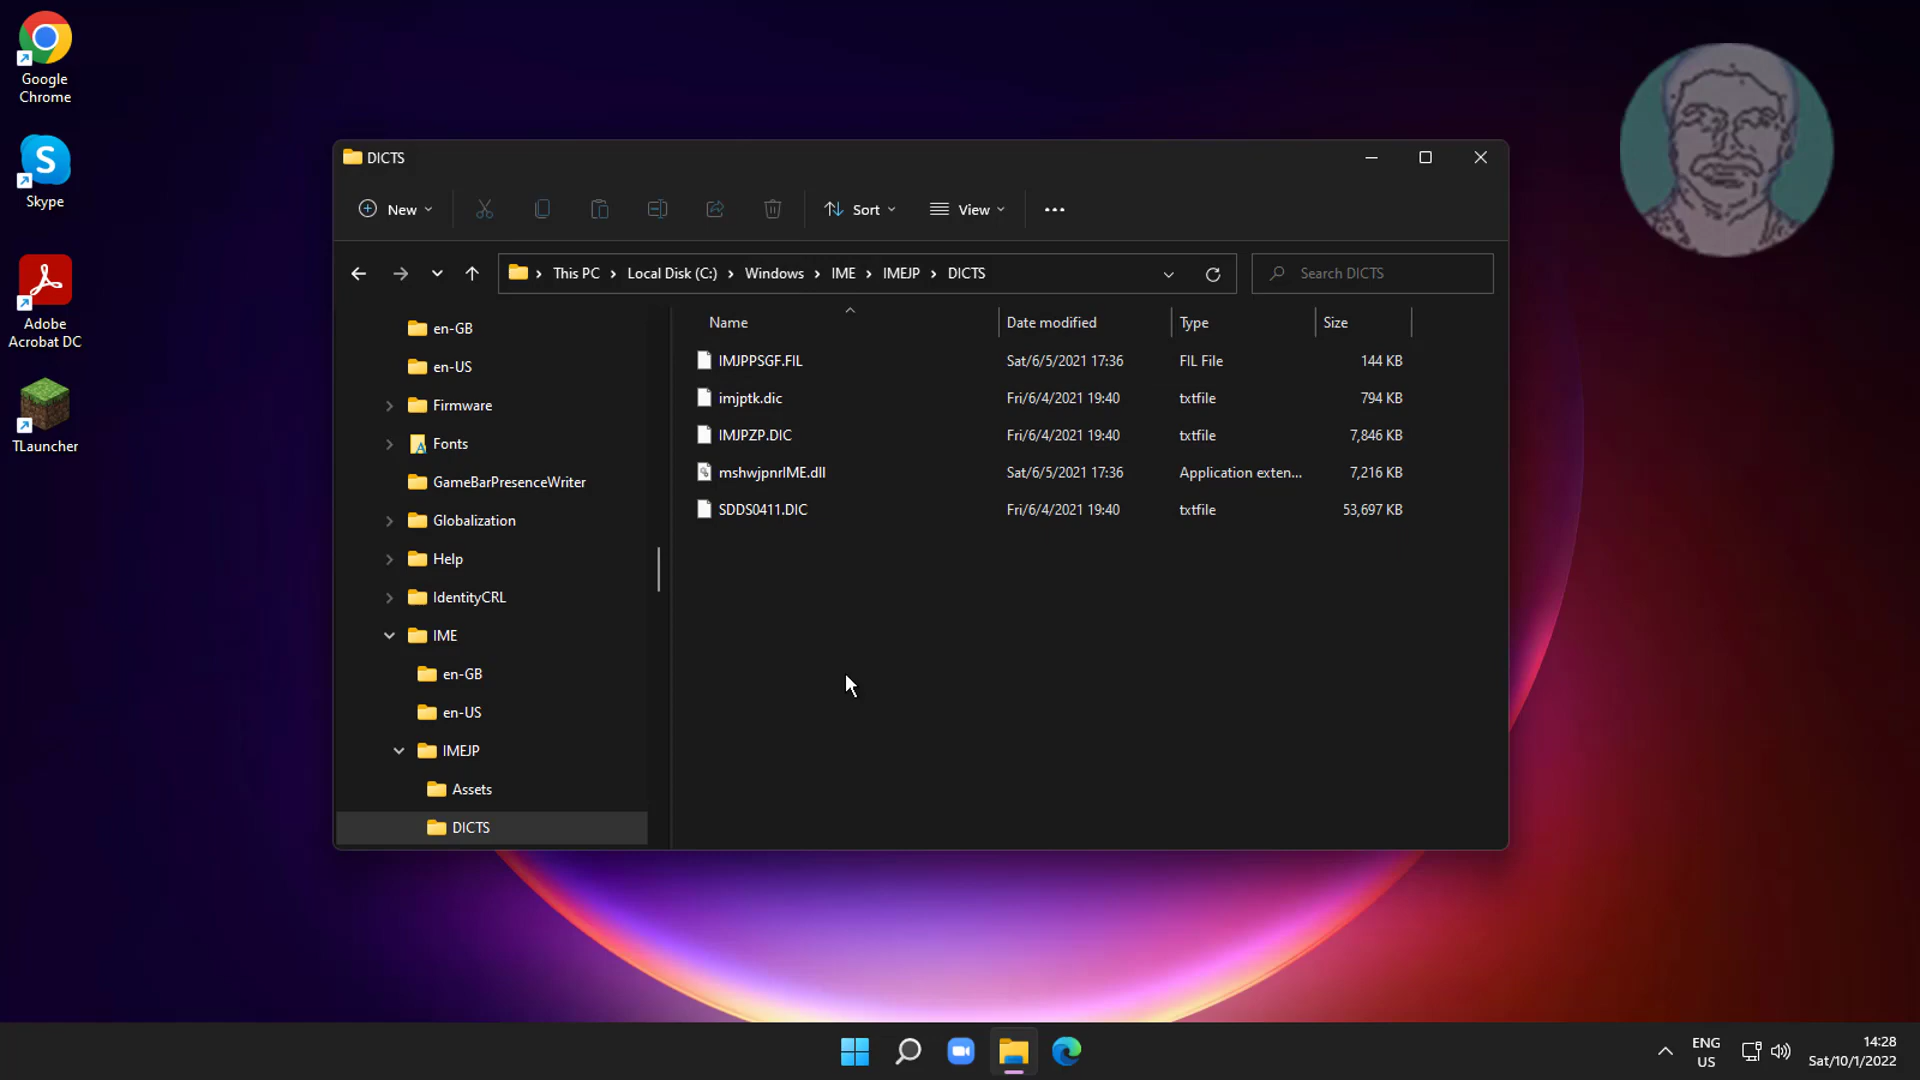 Google
Chrome
S
Skype
Adobe
Acrobat DC
TLauncher
DICTS
New
Sort
View
This PC
Local Disk (C:)
Windows
IME
IMEJP
DICTS
Search DICTS
en-GB
en-US
Firmware
Fonts
GameBarPresenceWriter
Globalization
Help
IdentityCRL
IME
en-GB
en-US
IMEJP
Assets
DICTS
Name Date modified Type Size
IMJPPSGF.FIL Sat/6/5/2021 17:36 FIL File 144 KB
imjptk.dic Fri/6/4/2021 19:40 txtfile 794 KB
IMJPZP.DIC Fri/6/4/2021 19:40 txtfile 7,846 KB
mshwjpnrIME.dll Sat/6/5/2021 17:36 Application exten... 7,216 KB
SDDS0411.DIC Fri/6/4/2021 19:40 txtfile 53,697 KB
ENG
US
14:28
Sat/10/1/2022